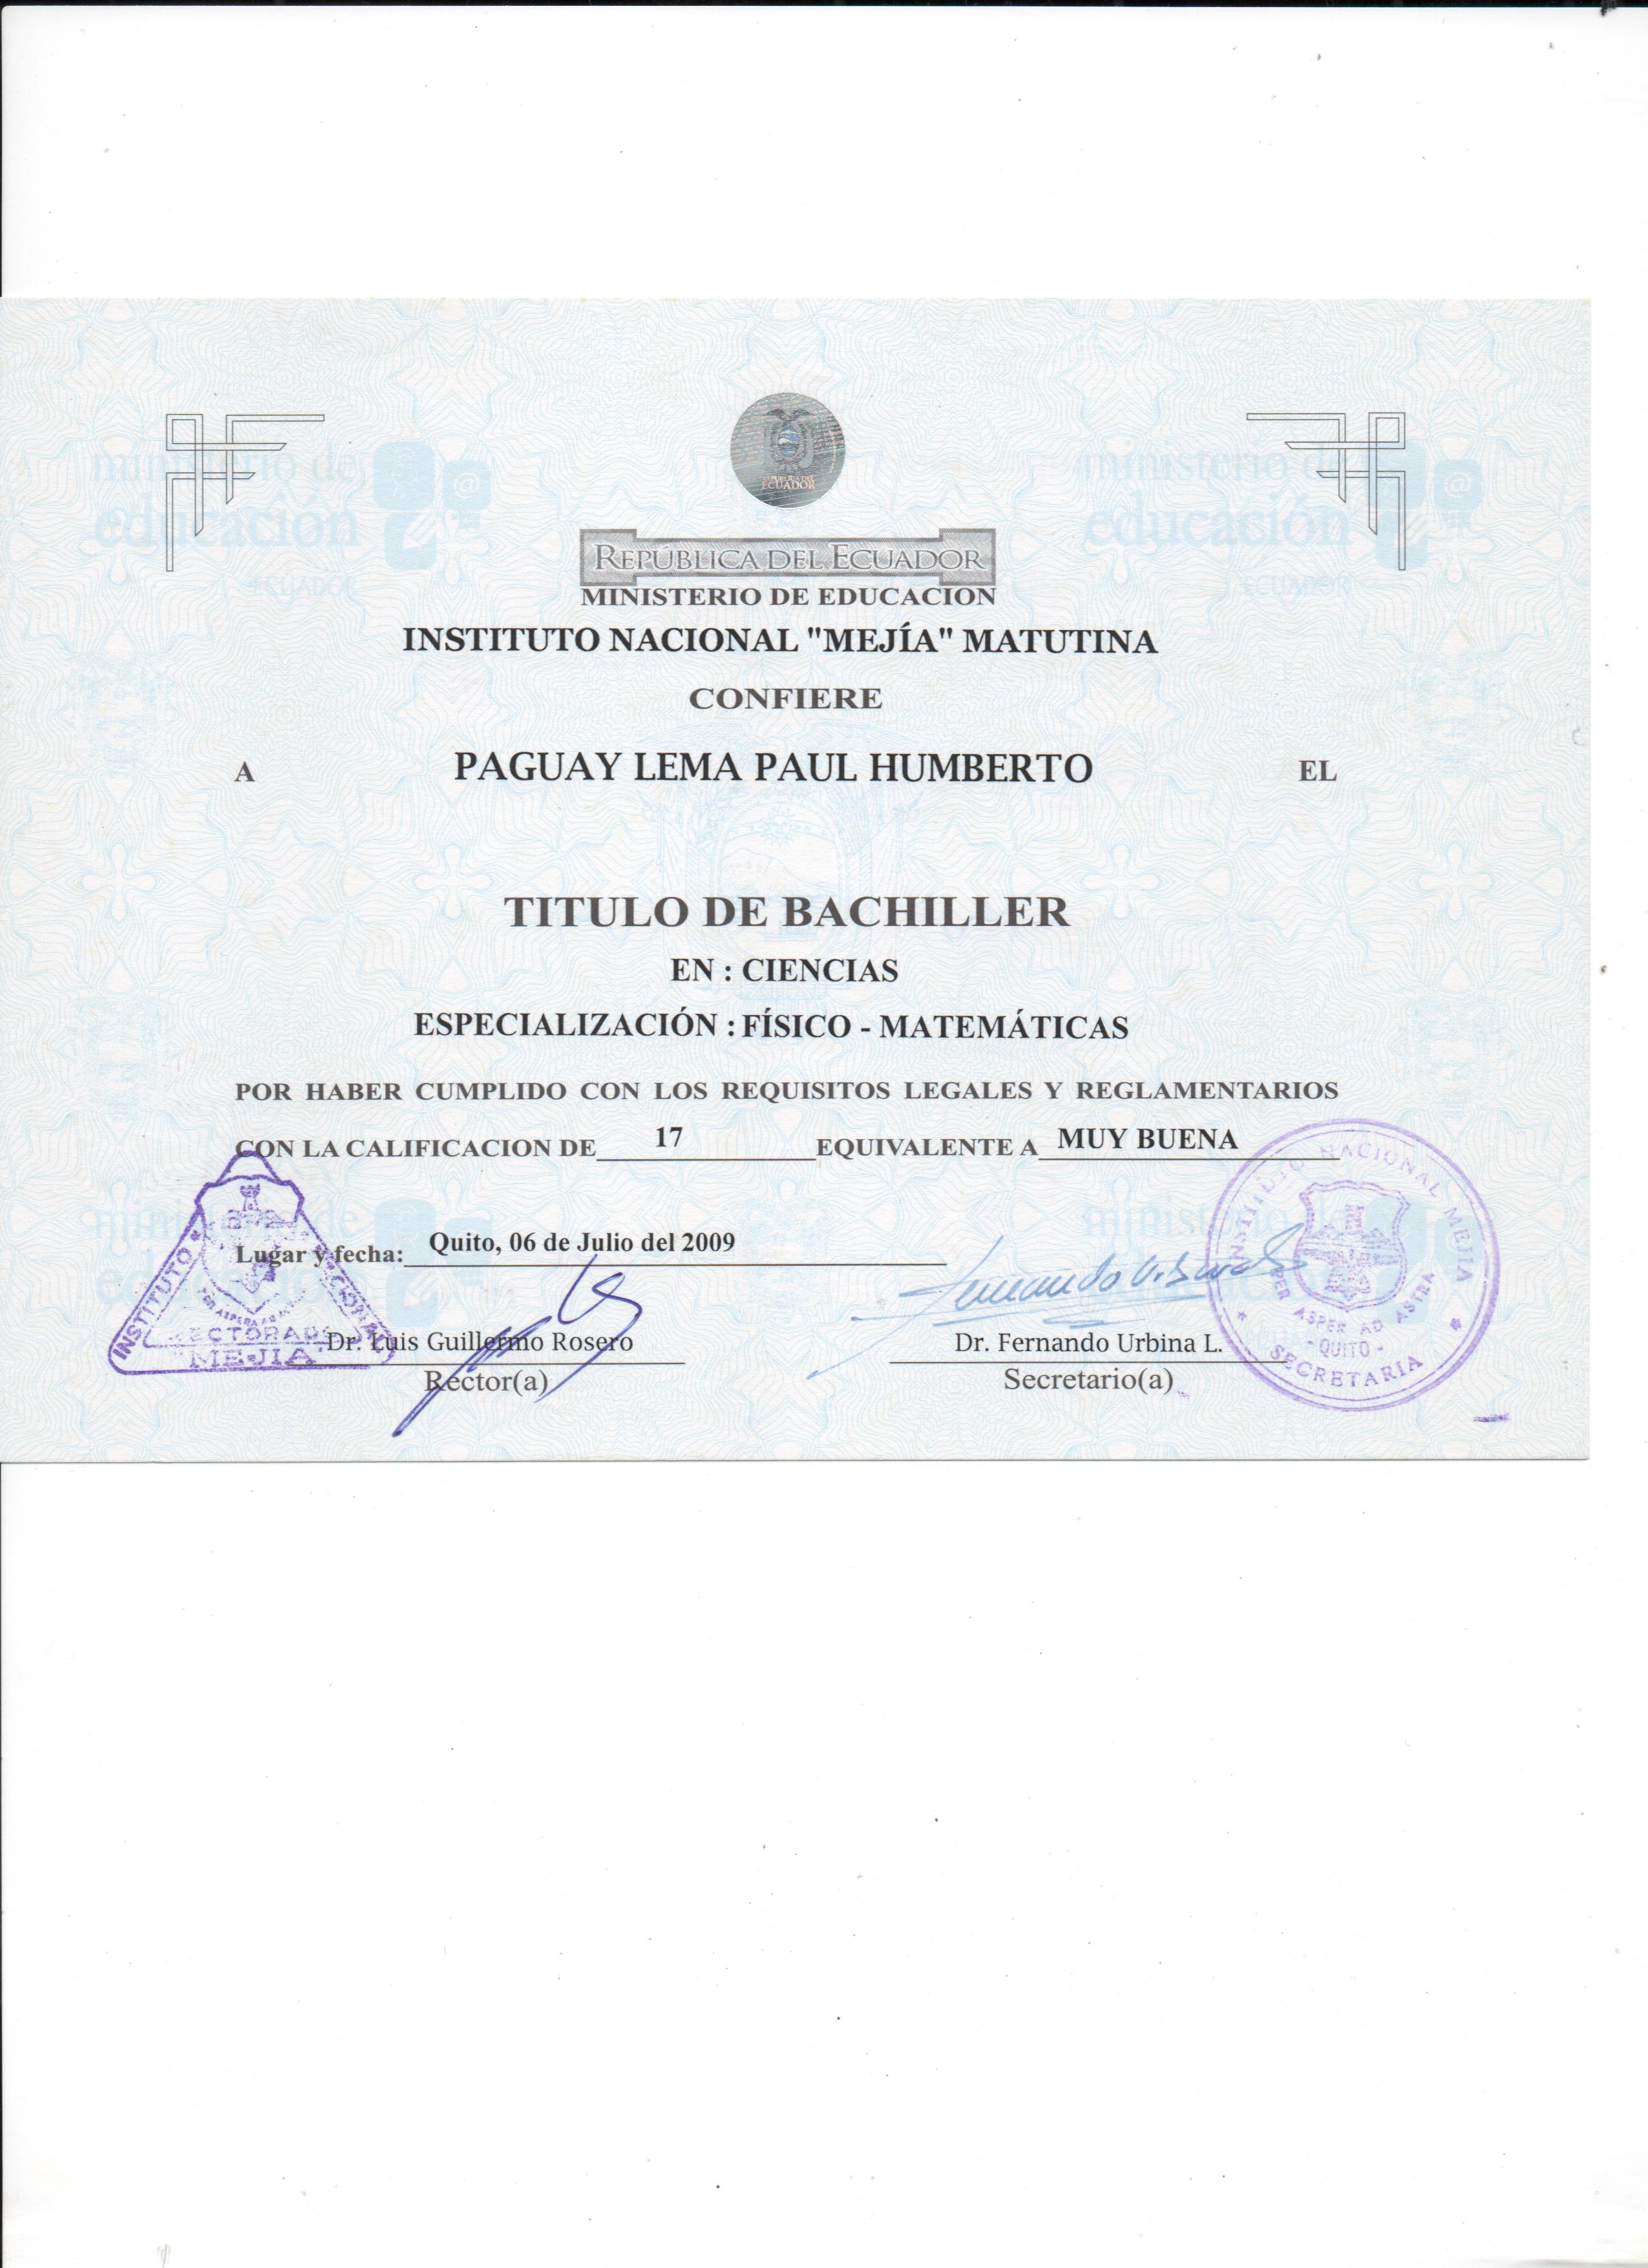 REPÚBLICA DEL ECUADOR
ministerio de
educación
ECUADOR
ministerio de
educación
ECUADOR
REPÚBLICA DEL ECUADOR
MINISTERIO DE EDUCACION
INSTITUTO NACIONAL "MEJÍA" MATUTINA
CONFIERE
A PAGUAY LEMA PAUL HUMBERTO EL
TITULO DE BACHILLER
EN : CIENCIAS
ESPECIALIZACIÓN : FÍSICO - MATEMÁTICAS
POR HABER CUMPLIDO CON LOS REQUISITOS LEGALES Y REGLAMENTARIOS
CON LA CALIFICACION DE 17 EQUIVALENTE A MUY BUENA
Lugar y fecha: Quito, 06 de Julio del 2009
Dr. Luis Guillermo Rosero
Rector(a)
Dr. Fernando Urbina L.
Secretario(a)
INSTITUTO
RECTORADO
"MEJIA"
INSTITUTO NACIONAL MEJIA
PER ASPER AD ASTRA
- QUITO -
* SECRETARIA *